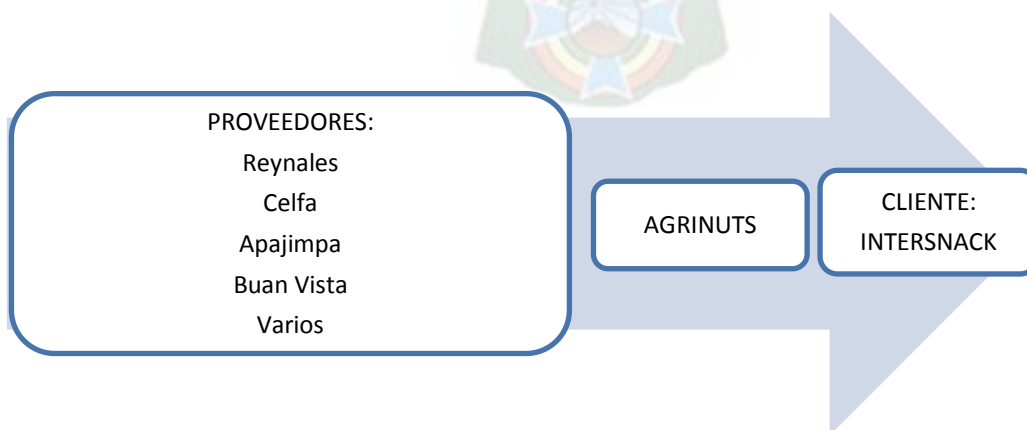 PROVEEDORES:
Reynales
Celfa
Apajimpa
Buan Vista
Varios
AGRINUTS
CLIENTE:
INTERSNACK